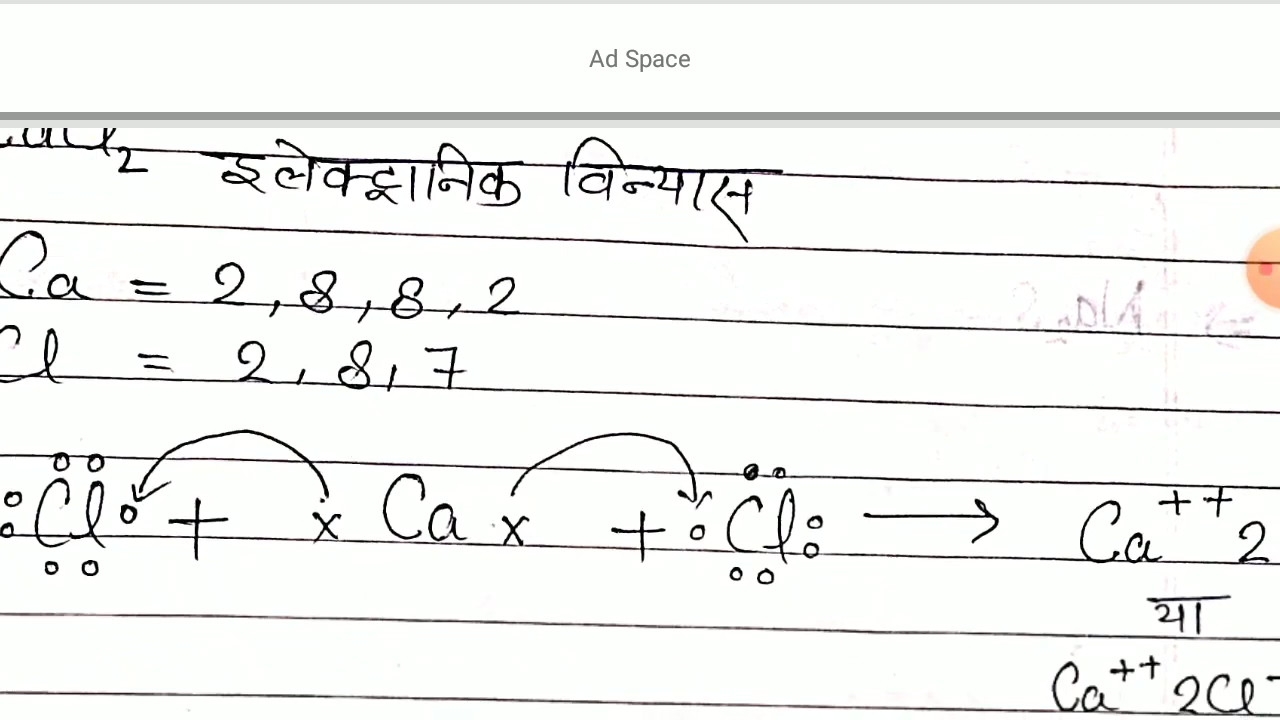 Ad Space
इलेक्ट्रानिक विन्यास
Ca = 2, 8, 8, 2
Cl = 2, 8, 7
Cl + x Ca x + Cl → Ca⁺⁺2
या
Ca⁺⁺2Cl⁻